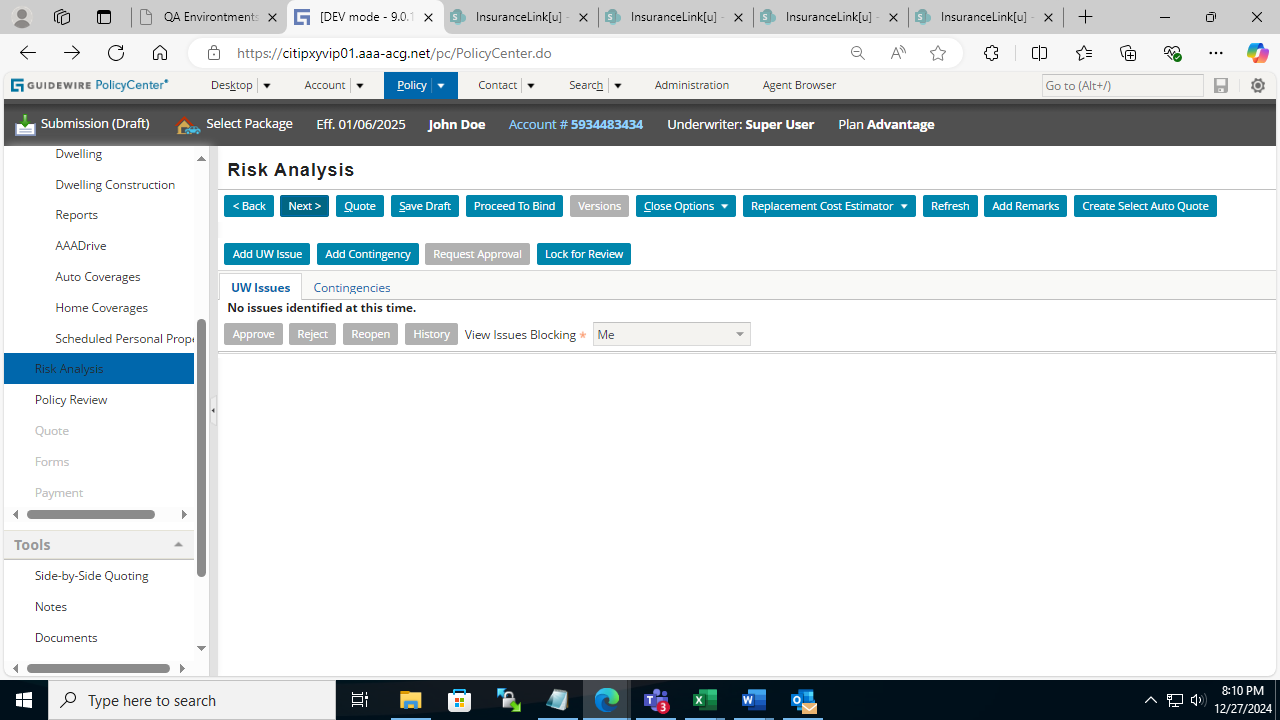 QA Environtments
[DEV mode - 9.0.1
InsuranceLink[u] -
InsuranceLink[u] -
InsuranceLink[u] -
InsuranceLink[u] -
https://citipxyvip01.aaa-acg.net/pc/PolicyCenter.do
GUIDEWIRE PolicyCenter®
Desktop
Account
Policy
Contact
Search
Administration
Agent Browser
Go to (Alt+/)
Submission (Draft)
Select Package
Eff. 01/06/2025
John Doe
Account # 5934483434
Underwriter: Super User
Plan Advantage
Dwelling
Dwelling Construction
Reports
AAADrive
Auto Coverages
Home Coverages
Scheduled Personal Prope
Risk Analysis
Policy Review
Quote
Forms
Payment
Tools
Side-by-Side Quoting
Notes
Documents
Risk Analysis
< Back
Next >
Quote
Save Draft
Proceed To Bind
Versions
Close Options
Replacement Cost Estimator
Refresh
Add Remarks
Create Select Auto Quote
Add UW Issue
Add Contingency
Request Approval
Lock for Review
UW Issues
Contingencies
No issues identified at this time.
Approve
Reject
Reopen
History
View Issues Blocking *
Me
Type here to search
3
8:10 PM
12/27/2024